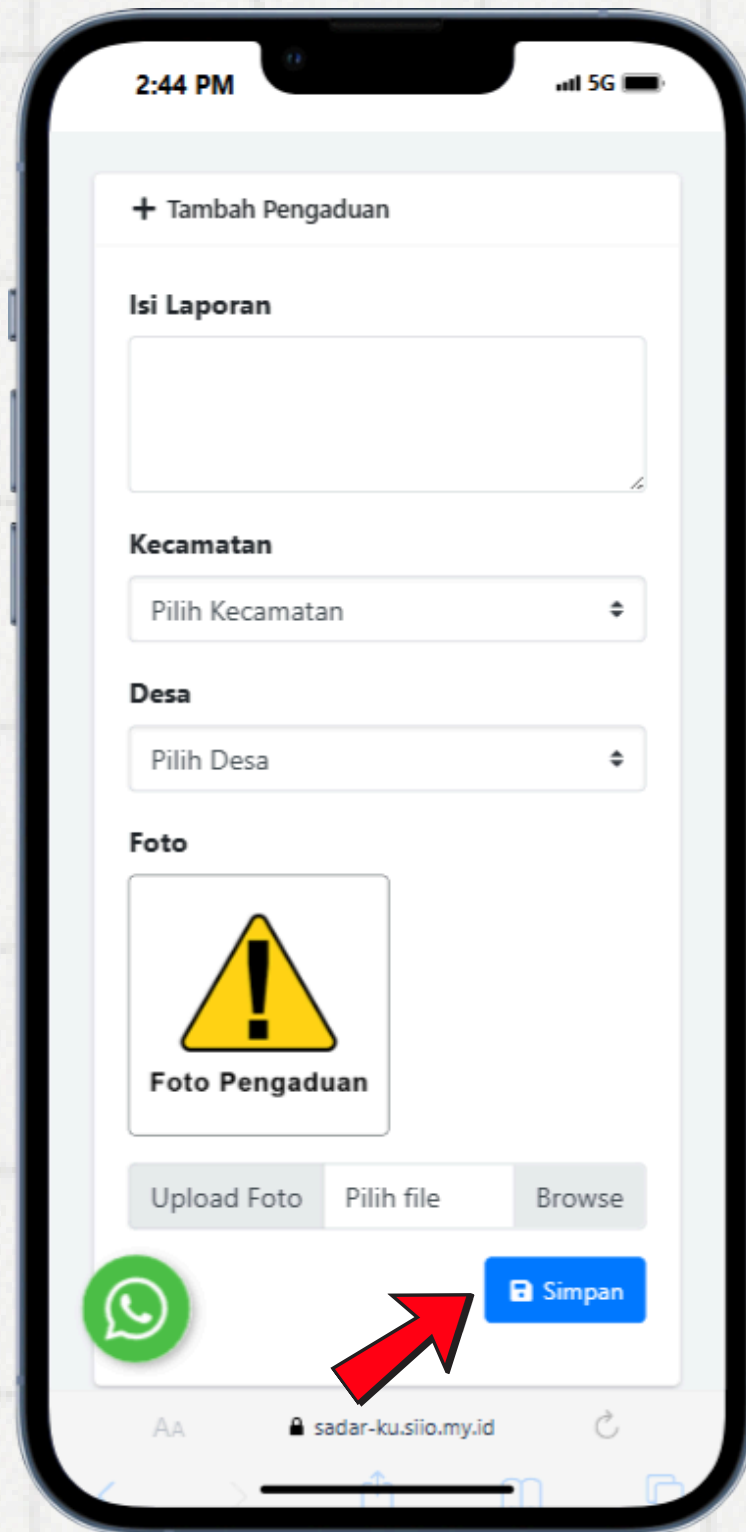 2:44 PM 5G
+ Tambah Pengaduan
Isi Laporan
Kecamatan
Pilih Kecamatan
Desa
Pilih Desa
Foto
!
Foto Pengaduan
Upload Foto Pilih file Browse
Simpan
AA sadar-ku.siio.my.id